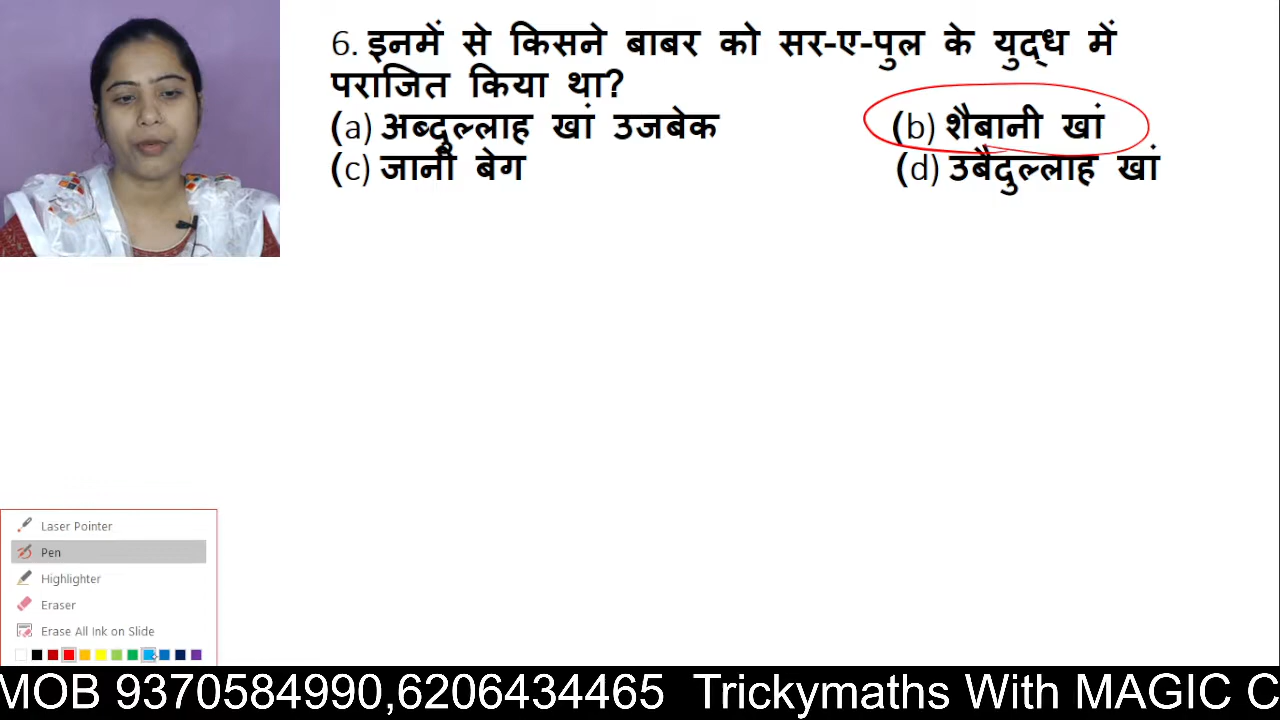 6. इनमें से किसने बाबर को सर-ए-पुल के युद्ध में
पराजित किया था?
(a) अब्दुल्लाह खां उजबेक (b) शैबानी खां
(c) जानी बेग (d) उबैदुल्लाह खां
Laser Pointer
Pen
Highlighter
Eraser
Erase All Ink on Slide
MOB 9370584990,6206434465 Trickymaths With MAGIC C